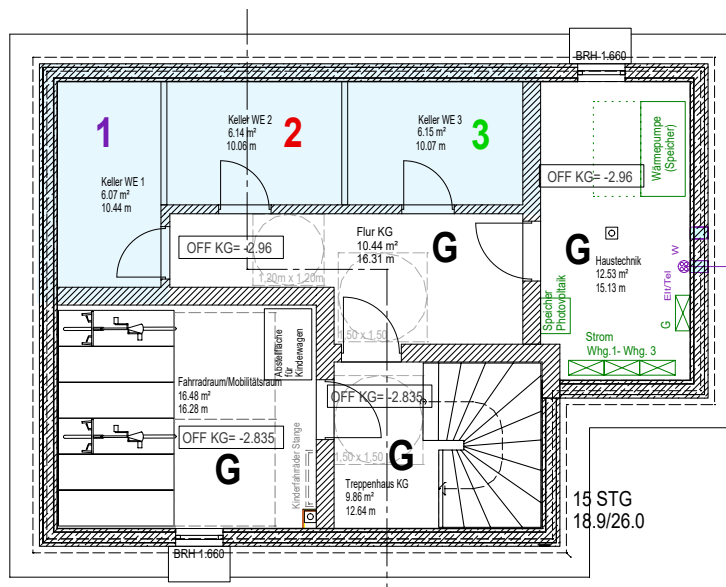 BRH 1.660
1
Keller WE 1
6.07 m²
10.44 m
Keller WE 2
6.14 m²
10.06 m
2
Keller WE 3
6.15 m²
10.07 m
3
Wärmepumpe
(Speicher)
OFF KG= -2.96
OFF KG= -2.96
Flur KG
10.44 m²
16.31 m
G
1,20m x 1,20m
1,50 x 1,50
G
Haustechnik
12.53 m²
15.13 m
W
Elt/Tel
G
Speicher
Photovoltaik
Strom
Whg.1- Whg. 3
Abstellfläche
für
Kinderwagen
Fahrradraum/Mobilitätsraum
16.48 m²
16.28 m
OFF KG= -2.835
G
Kinderfahrräder Stange
OFF KG= -2.835
1,50 x 1,50
G
Treppenhaus KG
9.86 m²
12.64 m
15 STG
18.9/26.0
BRH 1.660